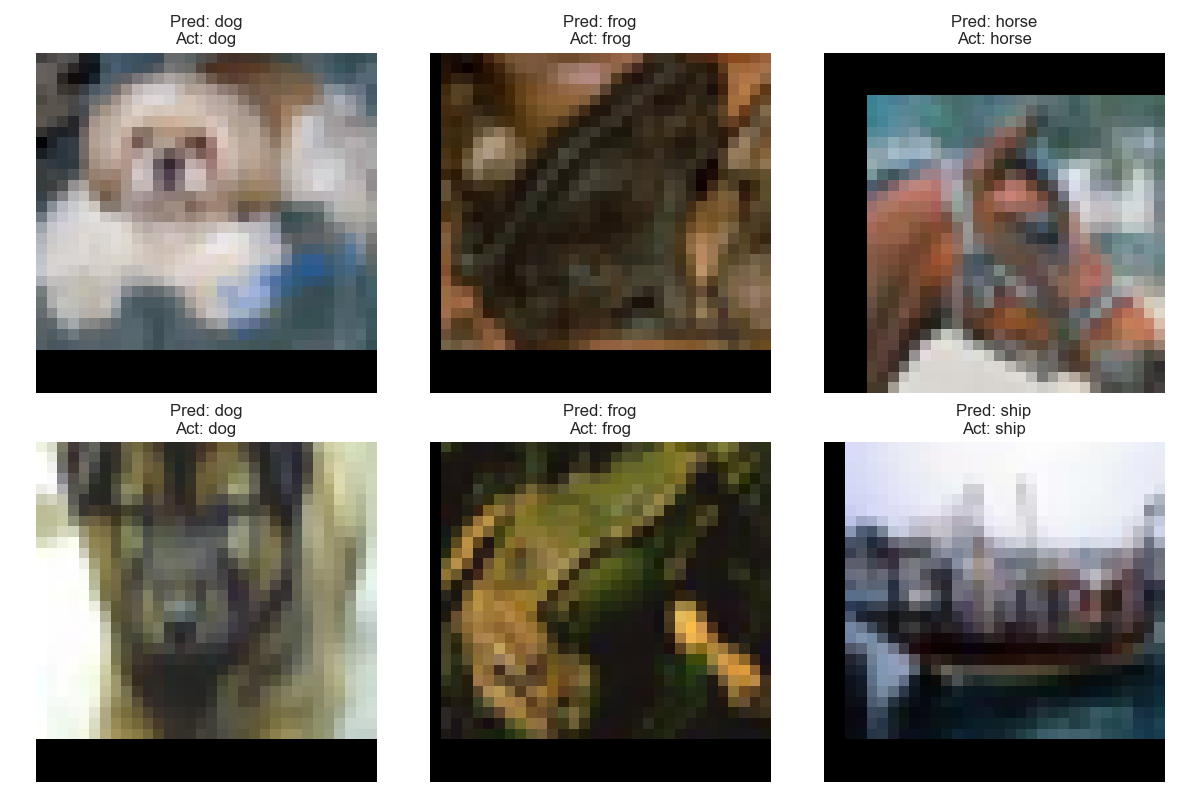 Pred: dog
Act: dog
Pred: frog
Act: frog
Pred: horse
Act: horse
Pred: dog
Act: dog
Pred: frog
Act: frog
Pred: ship
Act: ship